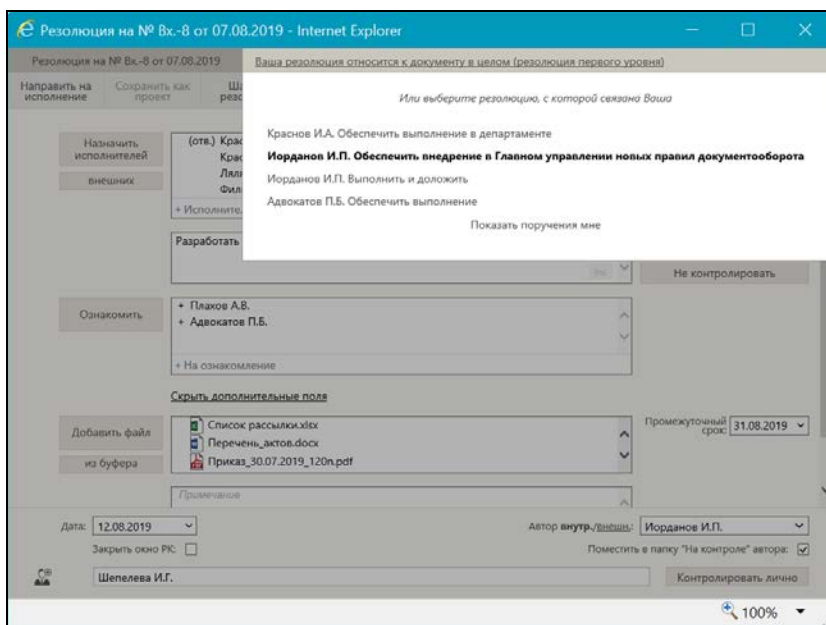 Резолюция на № Вх.-8 от 07.08.2019 - Internet Explorer
Резолюция на № Вх.-8 от 07.08.2019
Ваша резолюция относится к документу в целом (резолюция первого уровня)
Направить на исполнение
Сохранить как проект
Или выберите резолюцию, с которой связана Ваша
Краснов И.А. Обеспечить выполнение в департаменте
Иорданов И.П. Обеспечить внедрение в Главном управлении новых правил документооборота
Иорданов И.П. Выполнить и доложить
Адвокатов П.Б. Обеспечить выполнение
Показать поручения мне
Назначить исполнителей
внешних
(отв.)
Разработать
Не контролировать
Ознакомить
+ Плахов А.В.
+ Адвокатов П.Б.
+ На ознакомление
Скрыть дополнительные поля
Добавить файл
из буфера
Список рассылки.xlsx
Перечень_актов.docx
Приказ_30.07.2019_120п.pdf
Промежуточный срок: 31.08.2019
Примечание
Дата: 12.08.2019
Автор внутр./внешн.: Иорданов И.П.
Закрыть окно РК:
Поместить в папку "На контроле" автора:
Шепелева И.Г.
Контролировать лично
100%